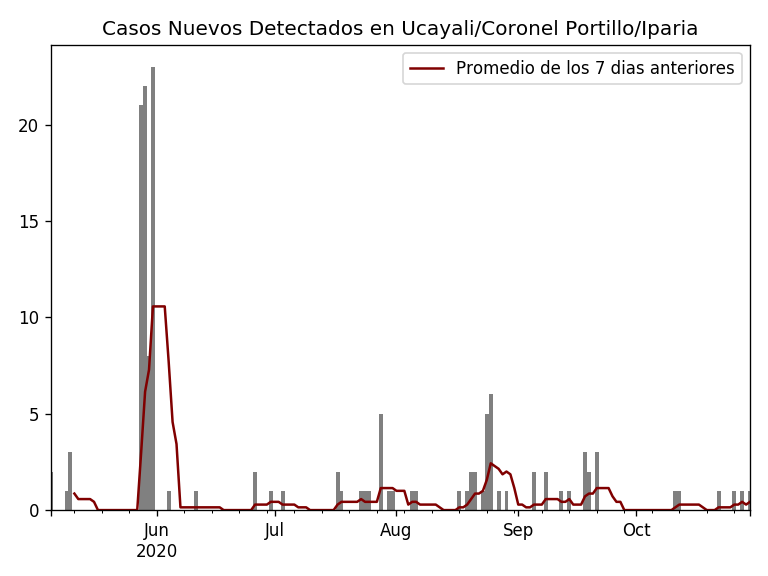 Casos Nuevos Detectados en Ucayali/Coronel Portillo/Iparia
Promedio de los 7 dias anteriores
20
15
10
5
0
Jun
2020
Jul
Aug
Sep
Oct